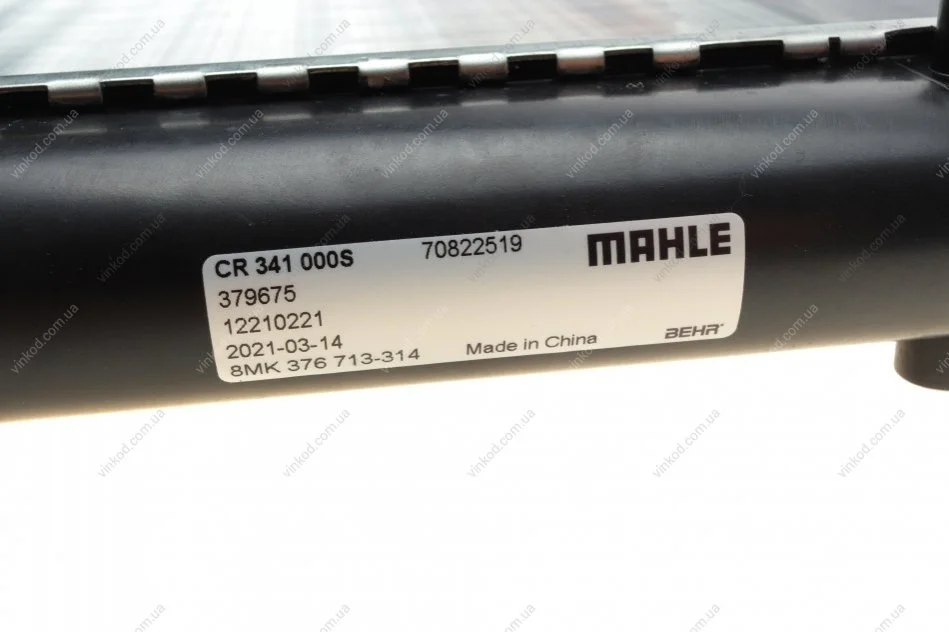 CR 341 000S 70822519 MAHLE
379675
12210221
2021-03-14
8MK 376 713-314 Made in China BEHR®
vinkod.com.ua